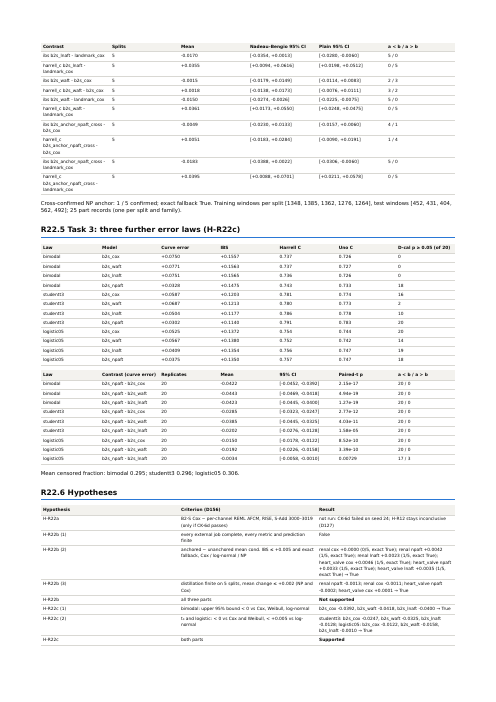 Contrast Splits Mean Nadeau-Bengio 95% CI Plain 95% CI a < b / a > b
ibs b2s_lnaft - landmark_cox 5 -0.0170 [-0.0354, +0.0013] [-0.0280, -0.0060] 5 / 0
harrell_c b2s_lnaft - 5 +0.0355 [+0.0094, +0.0616] [+0.0198, +0.0512] 0 / 5
landmark_cox
ibs b2s_waft - b2s_cox 5 -0.0015 [-0.0179, +0.0149] [-0.0114, +0.0083] 2 / 3
harrell_c b2s_waft - b2s_cox 5 +0.0018 [-0.0138, +0.0173] [-0.0076, +0.0111] 3 / 2
ibs b2s_waft - landmark_cox 5 -0.0150 [-0.0274, -0.0026] [-0.0225, -0.0075] 5 / 0
harrell_c b2s_waft - 5 +0.0361 [+0.0173, +0.0550] [+0.0248, +0.0475] 0 / 5
landmark_cox
ibs b2s_anchor_npaft_cross - 5 -0.0049 [-0.0230, +0.0133] [-0.0157, +0.0060] 4 / 1
b2s_cox
harrell_c 5 +0.0051 [-0.0183, +0.0284] [-0.0090, +0.0191] 1 / 4
b2s_anchor_npaft_cross -
b2s_cox
ibs b2s_anchor_npaft_cross - 5 -0.0183 [-0.0388, +0.0022] [-0.0306, -0.0060] 5 / 0
landmark_cox
harrell_c 5 +0.0395 [+0.0088, +0.0701] [+0.0211, +0.0578] 0 / 5
b2s_anchor_npaft_cross -
landmark_cox
Cross-confirmed NP anchor: 1 / 5 confirmed; exact fallback True. Training windows per split [1348, 1385, 1362, 1276, 1264], test windows [452, 431, 404,
562, 492]; 25 part records (one per split and family).
R22.5 Task 3: three further error laws (H-R22c)
Law Model Curve error IBS Harrell C Uno C D-cal p ≥ 0.05 (of 20)
bimodal b2s_cox +0.0750 +0.1557 0.737 0.726 0
bimodal b2s_waft +0.0771 +0.1563 0.737 0.727 0
bimodal b2s_lnaft +0.0751 +0.1565 0.736 0.726 0
bimodal b2s_npaft +0.0328 +0.1475 0.743 0.733 18
studentt3 b2s_cox +0.0587 +0.1203 0.781 0.774 16
studentt3 b2s_waft +0.0687 +0.1213 0.780 0.773 2
studentt3 b2s_lnaft +0.0504 +0.1177 0.786 0.778 10
studentt3 b2s_npaft +0.0302 +0.1140 0.791 0.783 20
logistic05 b2s_cox +0.0525 +0.1372 0.754 0.744 20
logistic05 b2s_waft +0.0567 +0.1380 0.752 0.742 14
logistic05 b2s_lnaft +0.0409 +0.1354 0.756 0.747 19
logistic05 b2s_npaft +0.0375 +0.1350 0.757 0.747 18
Law Contrast (curve error) Replicates Mean 95% CI Paired-t p a < b / a > b
bimodal b2s_npaft - b2s_cox 20 -0.0422 [-0.0452, -0.0392] 2.15e-17 20 / 0
bimodal b2s_npaft - b2s_waft 20 -0.0443 [-0.0469, -0.0418] 4.94e-19 20 / 0
bimodal b2s_npaft - b2s_lnaft 20 -0.0423 [-0.0445, -0.0400] 1.27e-19 20 / 0
studentt3 b2s_npaft - b2s_cox 20 -0.0285 [-0.0323, -0.0247] 2.77e-12 20 / 0
studentt3 b2s_npaft - b2s_waft 20 -0.0385 [-0.0445, -0.0325] 4.03e-11 20 / 0
studentt3 b2s_npaft - b2s_lnaft 20 -0.0202 [-0.0276, -0.0128] 1.58e-05 20 / 0
logistic05 b2s_npaft - b2s_cox 20 -0.0150 [-0.0178, -0.0122] 8.52e-10 20 / 0
logistic05 b2s_npaft - b2s_waft 20 -0.0192 [-0.0226, -0.0158] 3.39e-10 20 / 0
logistic05 b2s_npaft - b2s_lnaft 20 -0.0034 [-0.0058, -0.0010] 0.00729 17 / 3
Mean censored fraction: bimodal 0.295; studentt3 0.296; logistic05 0.306.
R22.6 Hypotheses
Hypothesis Criterion (D156) Result
H-R22a B2-S Cox − per-channel REML AFCM, RISE, S-Add 3000-3019 not run: CK-6d failed on seed 24; H-R12 stays inconclusive
(only if CK-6d passes) (D127)
H-R22b (1) every external job complete, every metric and prediction False
finite
H-R22b (2) anchored − unanchored mean cond. IBS ≤ +0.005 and exact renal cox +0.0000 (0/5, exact True); renal npaft +0.0042
fallback, Cox / log-normal / NP (1/5, exact True); renal lnaft +0.0023 (1/5, exact True);
heart_valve cox +0.0046 (1/5, exact True); heart_valve npaft
+0.0033 (1/5, exact True); heart_valve lnaft +0.0035 (1/5,
exact True) → True
H-R22b (3) distillation finite on 5 splits, mean change ≤ +0.002 (NP and renal npaft -0.0013; renal cox -0.0011; heart_valve npaft
Cox) -0.0002; heart_valve cox +0.0001 → True
H-R22b all three parts Not supported
H-R22c (1) bimodal: upper 95% bound < 0 vs Cox, Weibull, log-normal b2s_cox -0.0392, b2s_waft -0.0418, b2s_lnaft -0.0400 → True
H-R22c (2) t₃ and logistic: < 0 vs Cox and Weibull, < +0.005 vs log- studentt3: b2s_cox -0.0247, b2s_waft -0.0325, b2s_lnaft
normal -0.0128; logistic05: b2s_cox -0.0122, b2s_waft -0.0158,
b2s_lnaft -0.0010 → True
H-R22c both parts Supported